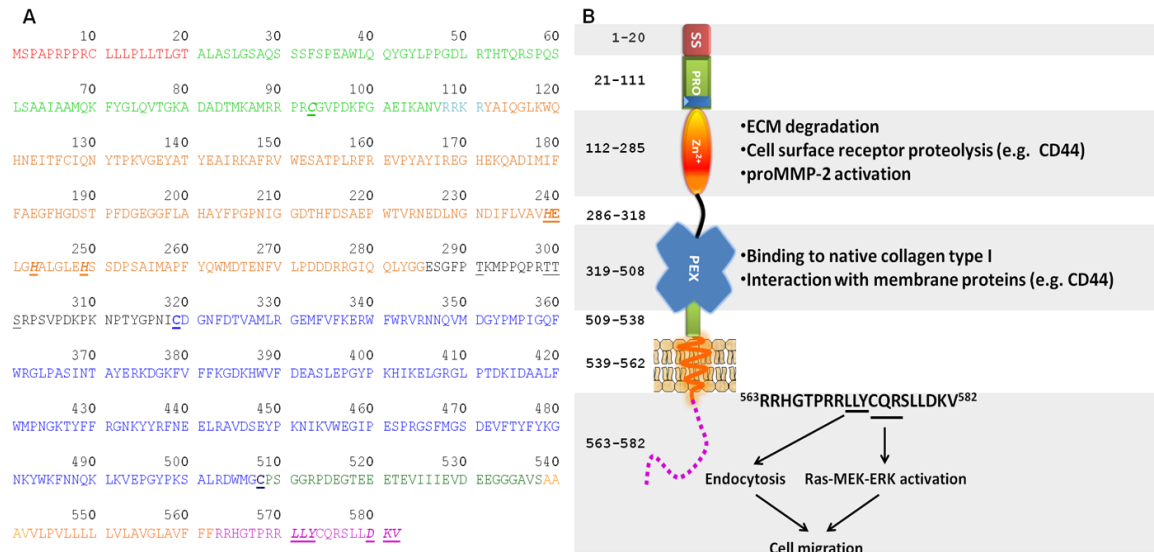 A
10 20 30 40 50 60
MSPAPRPPRC LLLPLLTLGT ALASLGSAQS SSFSPEAWLQ QYGYLPPGDL RTHTQRSPQS
70 80 90 100 110 120
LSAAIAAMQK FYGLQVTGKA DADTMKAMRR PRCGVPDKFG AEIKANVRRK RYAIQGLKWQ
130 140 150 160 170 180
HNEITFCIQN YTPKVGEYAT YEAIRKAFRV WESATPLRFR EVPYAYIREG HEKQADIMIF
190 200 210 220 230 240
FAEGFHGDST PFDGEGGFLA HAYFPGPNIG GDTHFDSAEP WTVRNEDLNG NDIFLVAVHE
250 260 270 280 290 300
LGHALGLEHS SDPSAIMAPF YQWMDTENFV LPDDDRRGIQ QLYGGESGFP TKMPPQPRTT
310 320 330 340 350 360
SRPSVPDKPK NPTYGPNICD GNFDTVAMLR GEMFVFKERW FWRVRNNQVM DGYPMPIGQF
370 380 390 400 410 420
WRGLPASINT AYERKDGKFV FFKGDKHWVF DEASLEPGYP KHIKELGRGL PTDKIDAALF
430 440 450 460 470 480
WMPNGKTYFF RGNKYYRFNE ELRAVDSEYP KNIKVWEGIP ESPRGSFMGS DEVFTYFYKG
490 500 510 520 530 540
NKYWKFNNQK LKVEPGYPKS ALRDWMGCPS GGRPDEGTEE ETEVIIIEVD EEGGGAVSAA
550 560 570 580
AVVLPVLLLL LVLAVGLAVF FFRRHGTPRR LLYCQRSLLD KV
B
1-20
SS
21-111
PRO
112-285
Zn2+
•ECM degradation
•Cell surface receptor proteolysis (e.g. CD44)
•proMMP-2 activation
286-318
319-508
PEX
•Binding to native collagen type I
•Interaction with membrane proteins (e.g. CD44)
509-538
539-562
563RRHGTPRRLLYCQRSLLDKV582
563-582
Endocytosis Ras-MEK-ERK activation
Cell migration